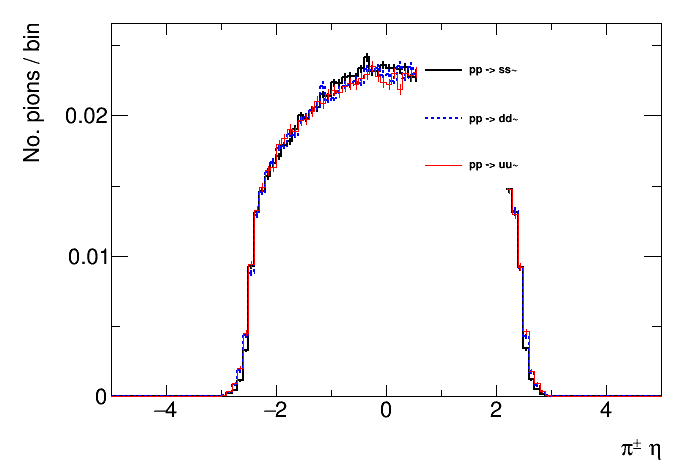 No. pions / bin
0.02
0.01
0
−4
−2
0
2
4
π± η
pp -> ss~
pp -> dd~
pp -> uu~